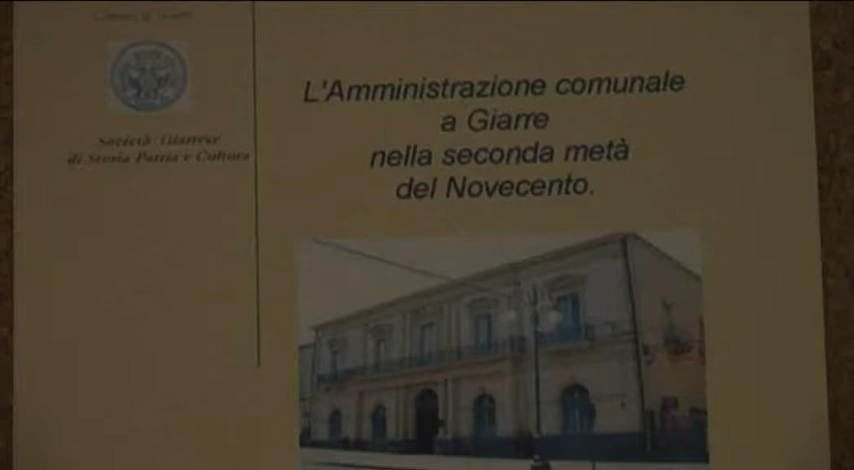 Società Giarrese
di Storia Patria e Cultura
L'Amministrazione comunale
a Giarre
nella seconda metà
del Novecento.